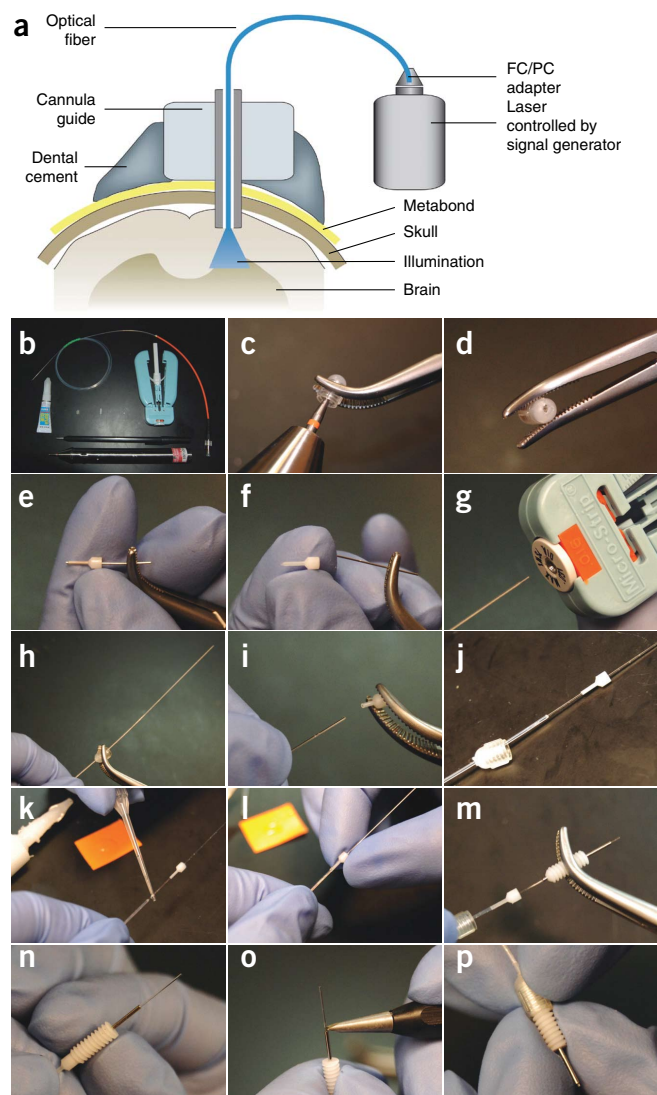 a
Optical
fiber
Cannula
guide
Dental
cement
FC/PC
adapter
Laser
controlled by
signal generator
Metabond
Skull
Illumination
Brain
b
c
d
e
f
g
Micro-Strip
h
i
j
k
l
m
n
o
p